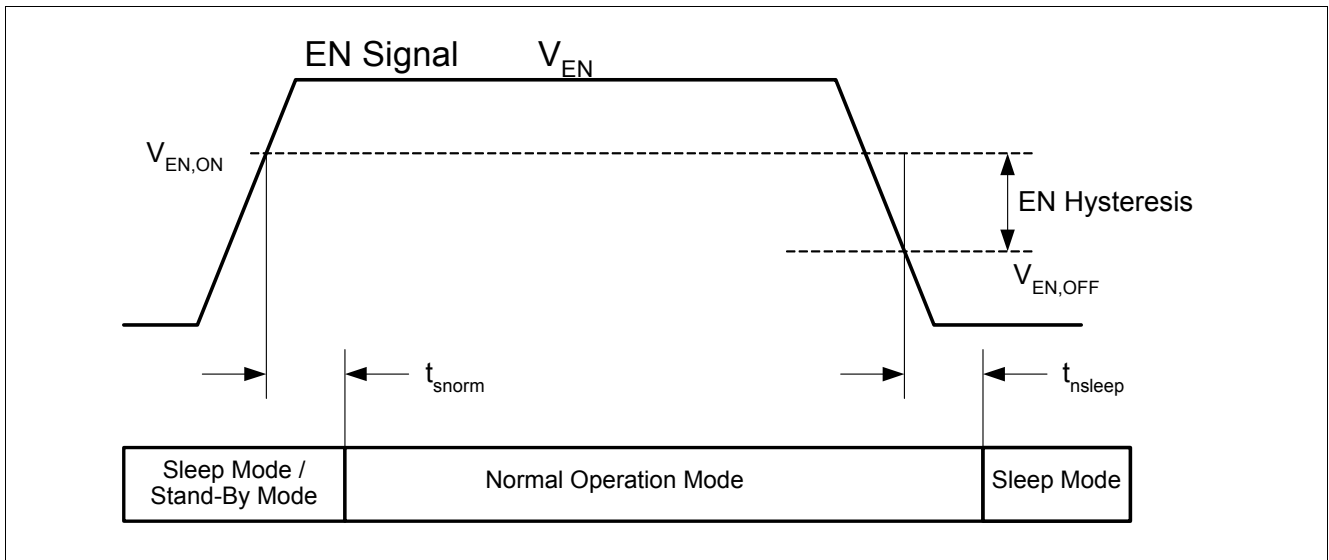 EN Signal V_EN
V_EN,ON
EN Hysteresis
V_EN,OFF
t_snorm
t_nsleep
Sleep Mode /
Stand-By Mode
Normal Operation Mode
Sleep Mode